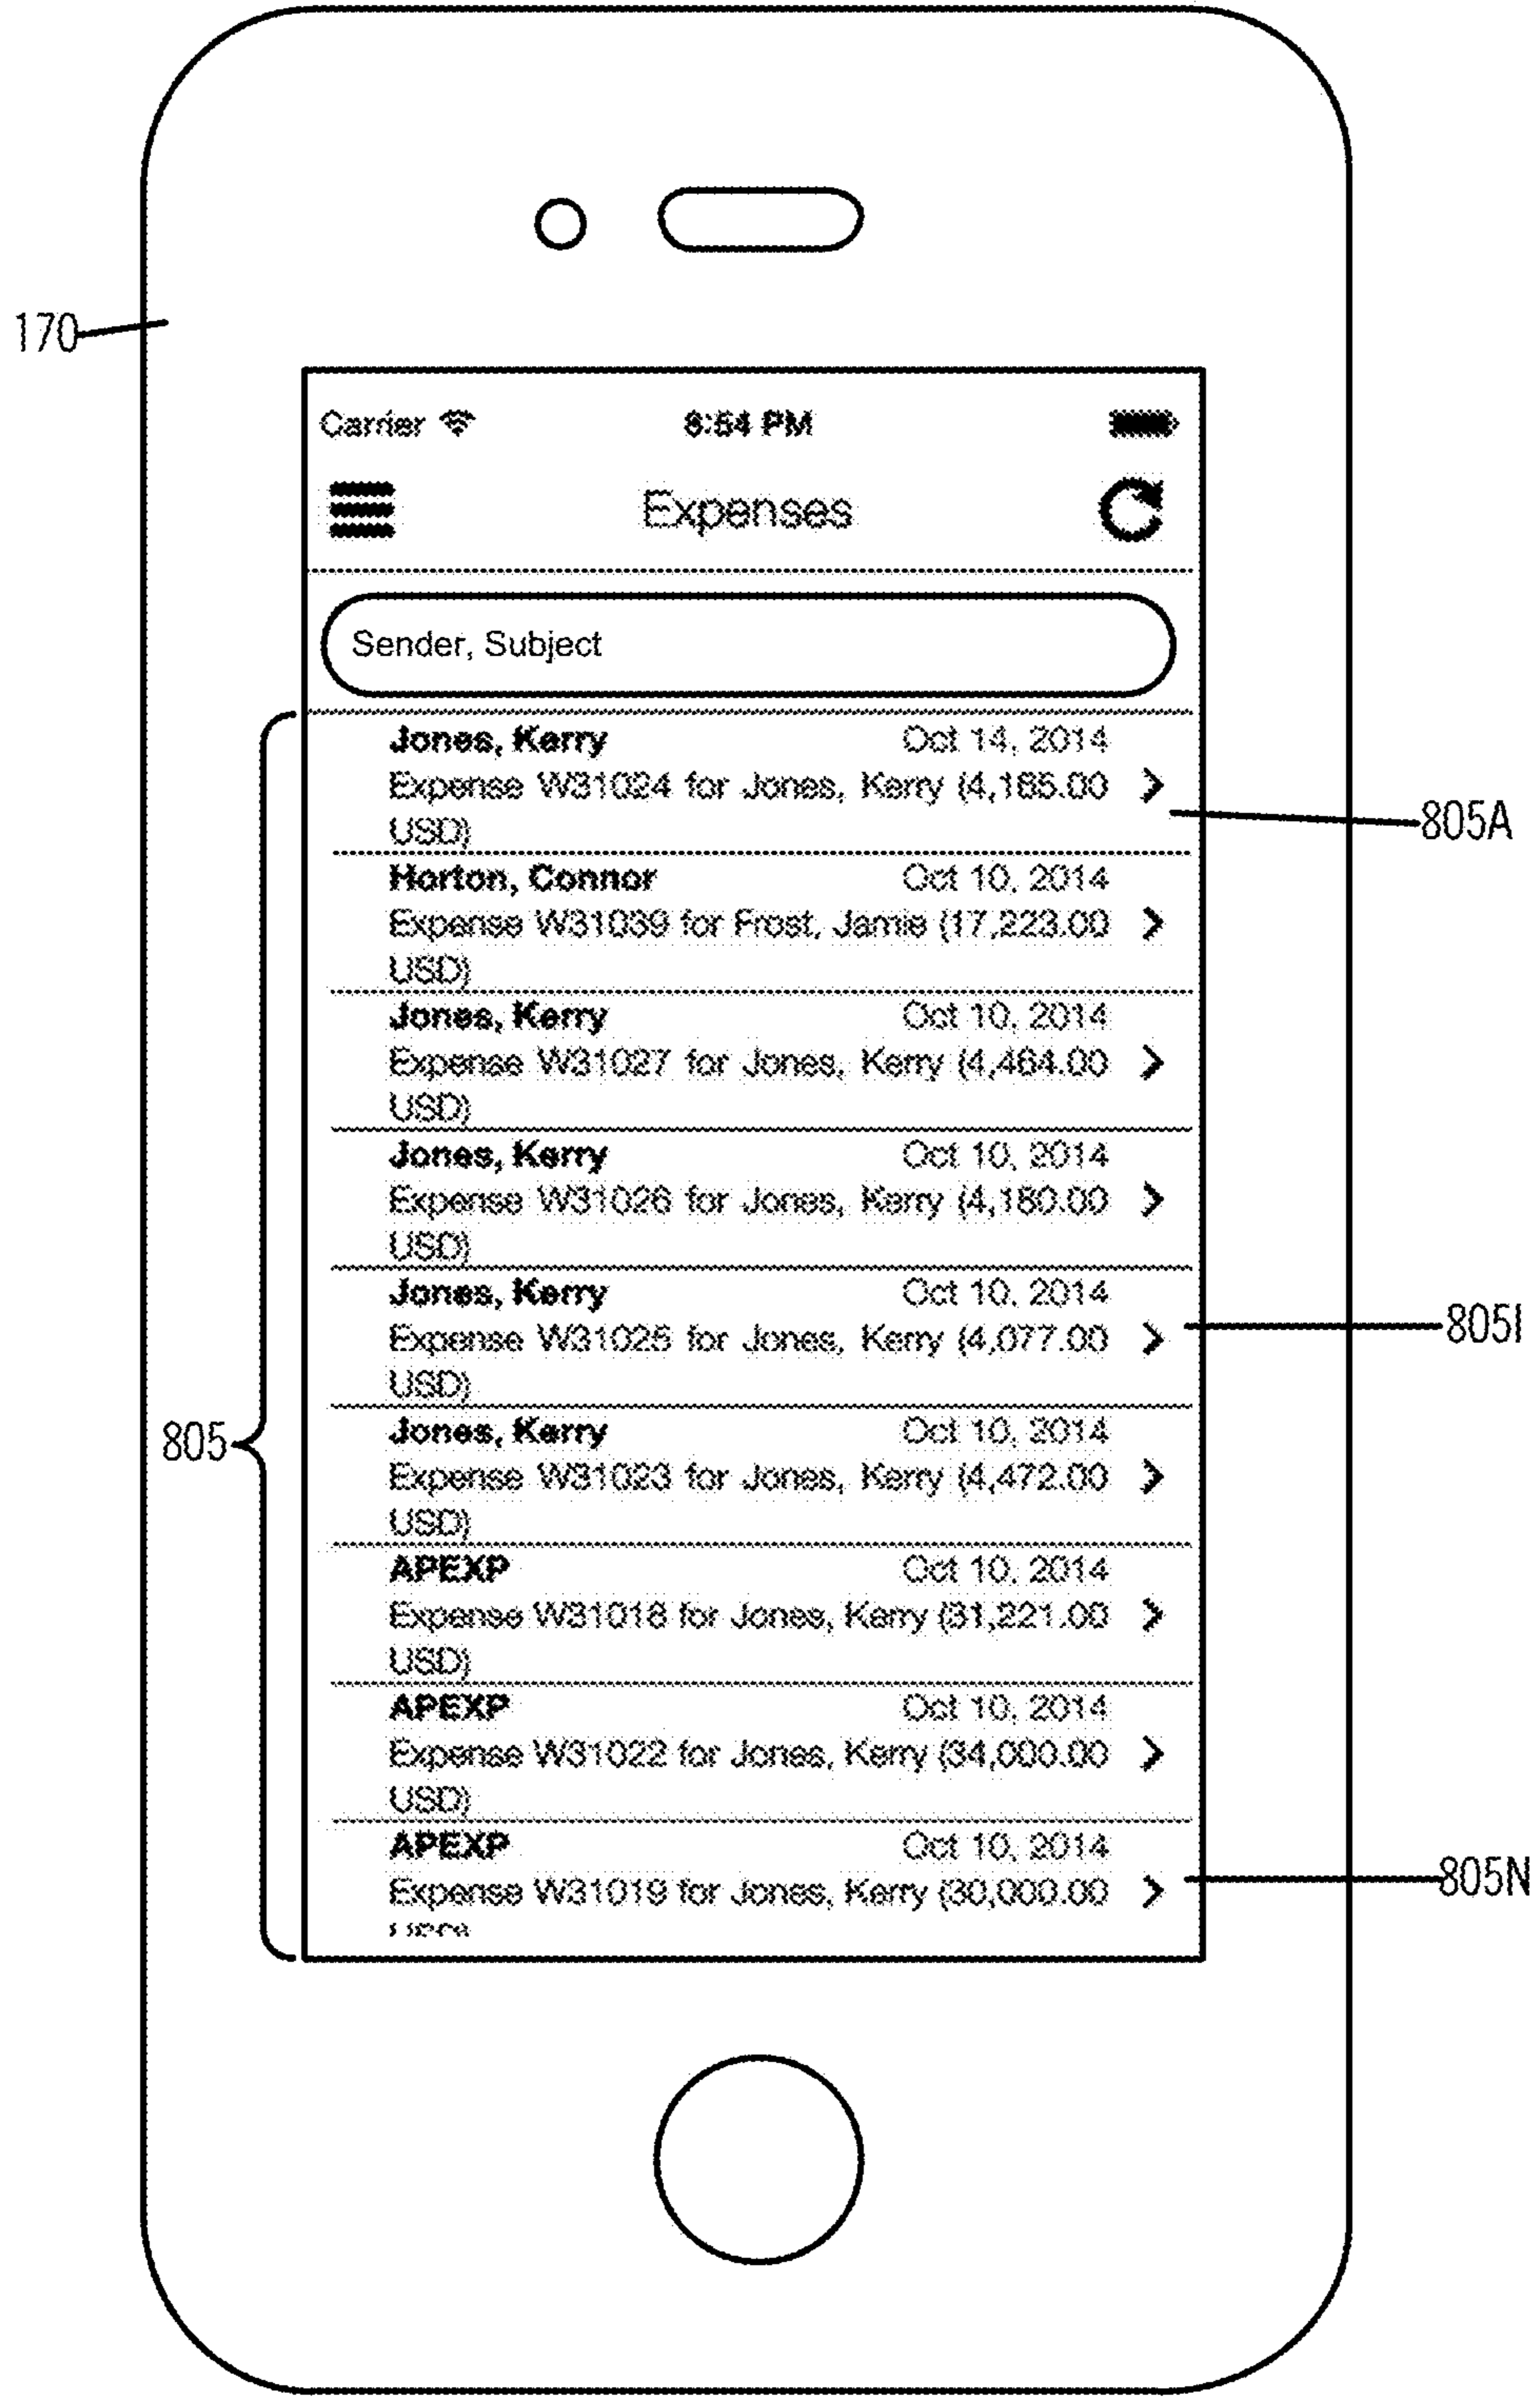 170
Carrier 8:54 PM
Expenses
Sender, Subject
Jones, Kerry Oct 14, 2014
Expense W31024 for Jones, Kerry (4,165.00
USD)
805A
Horton, Connor Oct 10, 2014
Expense W31039 for Frost, Jamie (17,223.00
USD)
Jones, Kerry Oct 10, 2014
Expense W31027 for Jones, Kerry (4,464.00
USD)
Jones, Kerry Oct 10, 2014
Expense W31026 for Jones, Kerry (4,160.00
USD)
Jones, Kerry Oct 10, 2014
Expense W31025 for Jones, Kerry (4,077.00
USD)
805I
Jones, Kerry Oct 10, 2014
Expense W31023 for Jones, Kerry (4,472.00
USD)
805
APEXP Oct 10, 2014
Expense W31018 for Jones, Kerry (31,221.00
USD)
APEXP Oct 10, 2014
Expense W31022 for Jones, Kerry (34,000.00
USD)
APEXP Oct 10, 2014
Expense W31019 for Jones, Kerry (30,000.00
805N